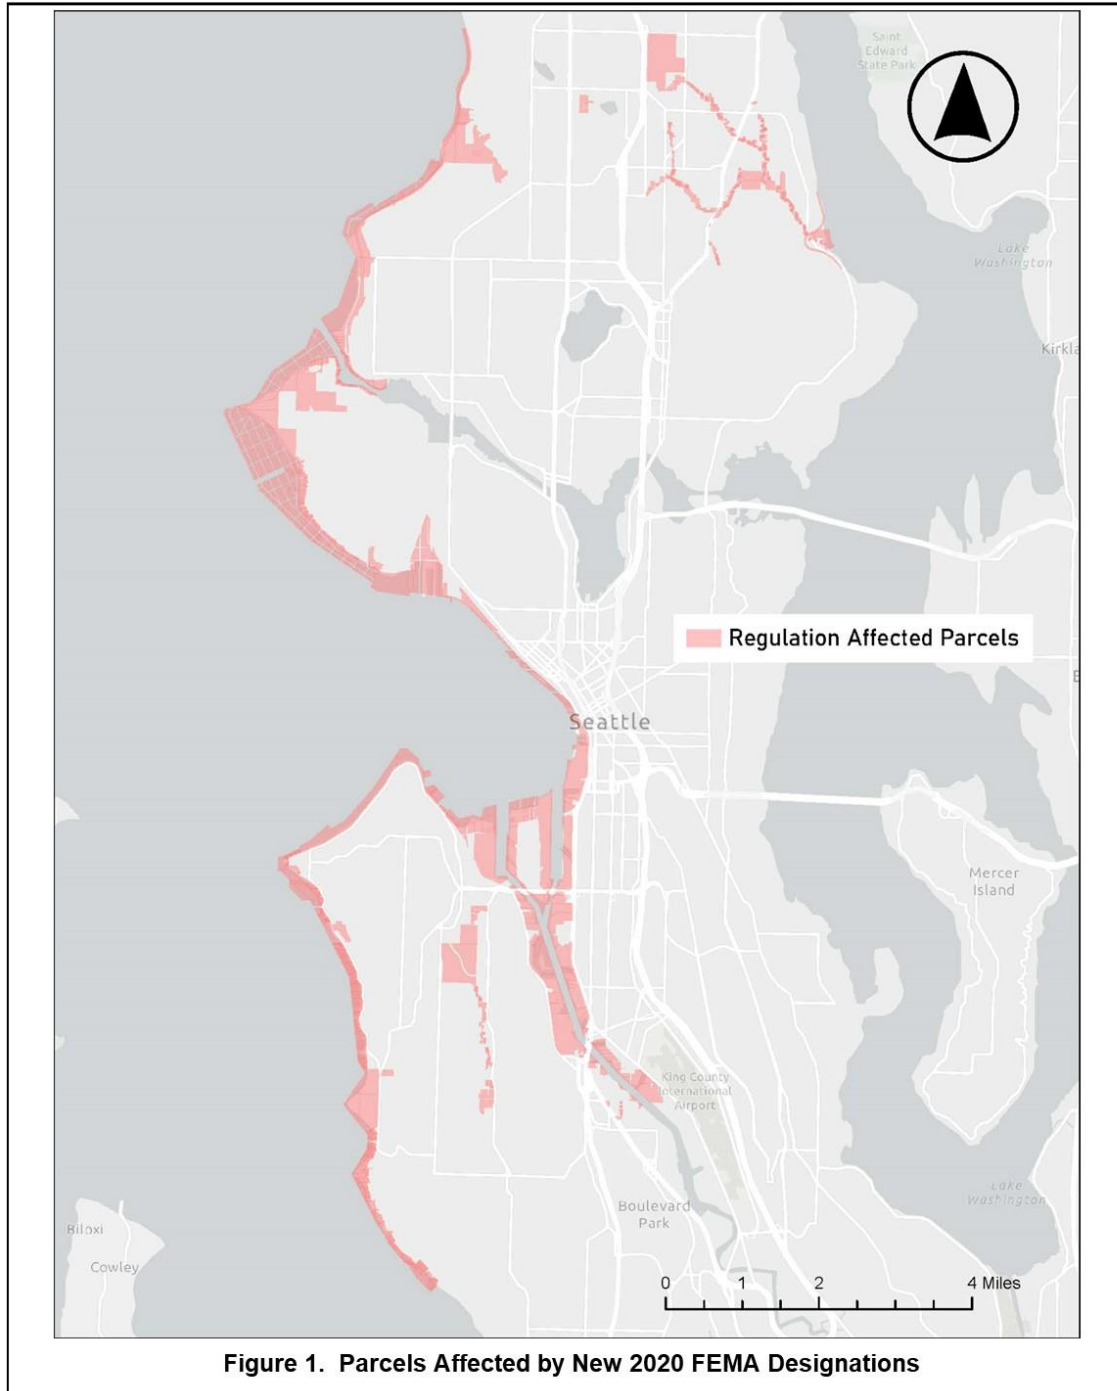 Saint
Edward
State Park
Lake
Washington
Kirkla
Regulation Affected Parcels
E
Seattle
Mercer
Island
King County
International
Airport
Lake
Washington
Boulevard
Park
Biloxi
Cowley
0 1 2 4 Miles
Figure 1. Parcels Affected by New 2020 FEMA Designations